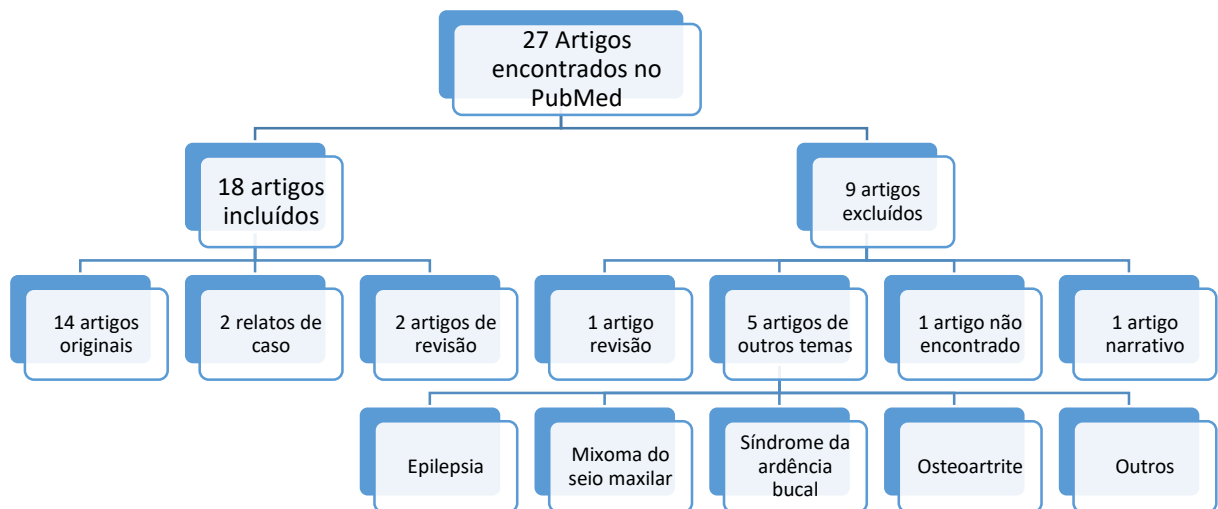 27 Artigos
encontrados no
PubMed
18 artigos
incluídos
9 artigos
excluídos
14 artigos
originais
2 relatos de
caso
2 artigos de
revisão
1 artigo
revisão
5 artigos de
outros temas
1 artigo não
encontrado
1 artigo
narrativo
Epilepsia
Mixoma do
seio maxilar
Síndrome da
ardência
bucal
Osteoartrite
Outros